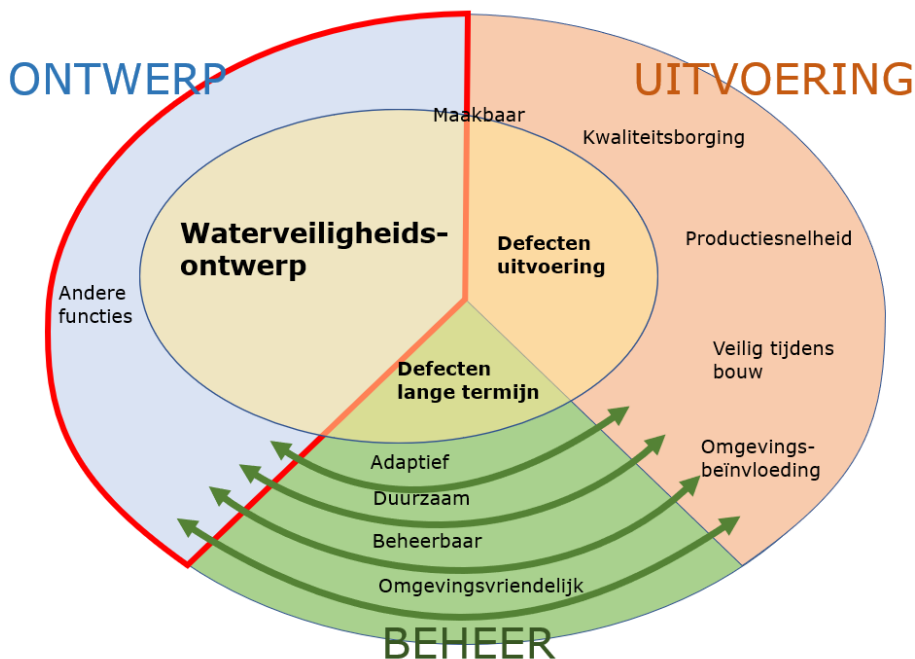 ONTWERP
UITVOERING
Maakbaar
Kwaliteitsborging
Waterveiligheids-
ontwerp
Defecten
uitvoering
Productiesnelheid
Andere
functies
Veilig tijdens
bouw
Defecten
lange termijn
Omgevings-
beïnvloeding
Adaptief
Duurzaam
Beheerbaar
Omgevingsvriendelijk
BEHEER